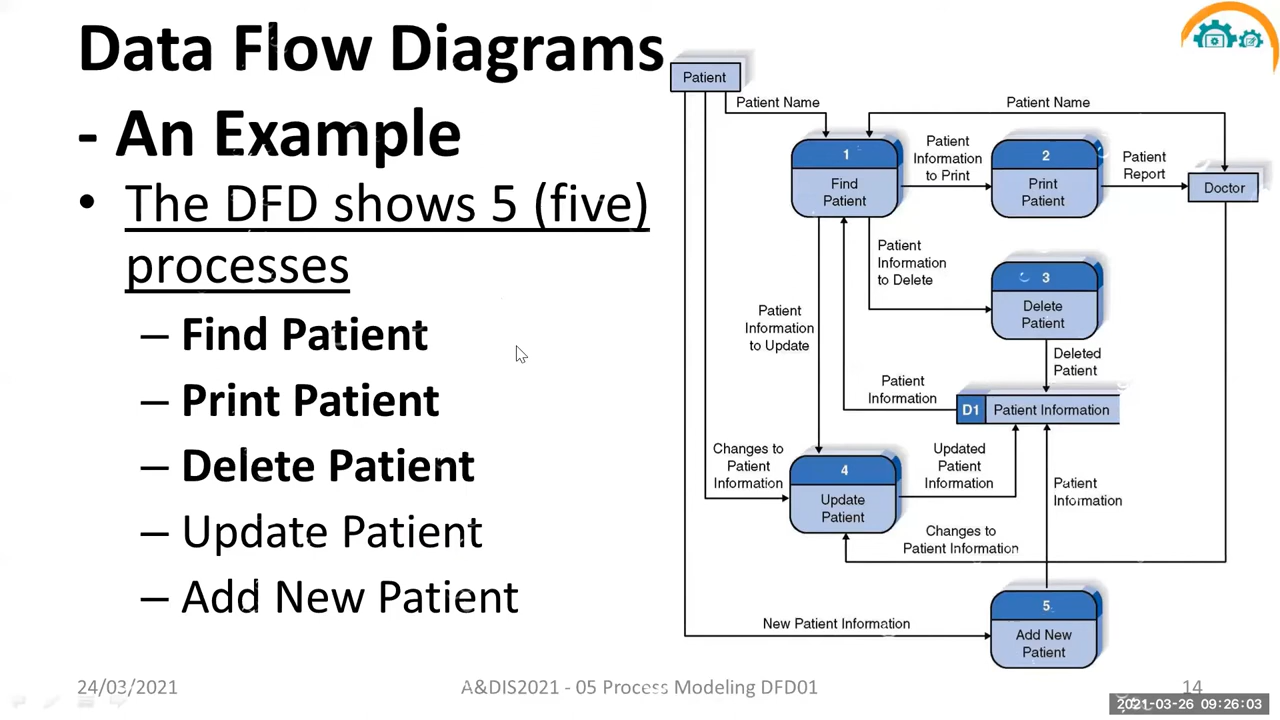 Data Flow Diagrams
- An Example
• The DFD shows 5 (five)
processes
– Find Patient
– Print Patient
– Delete Patient
– Update Patient
– Add New Patient
Patient
Patient Name
Patient Name
1
Find
Patient
Patient
Information
to Print
2
Print
Patient
Patient
Report
Doctor
Patient
Information
to Delete
3
Delete
Patient
Patient
Information
to Update
Deleted
Patient
Patient
Information
D1 Patient Information
Changes to
Patient
Information
4
Update
Patient
Updated
Patient
Information
Patient
Information
Changes to
Patient Information
New Patient Information
5
Add New
Patient
24/03/2021
A&DIS2021 - 05 Process Modeling DFD01
14
2021-03-26 09:26:03